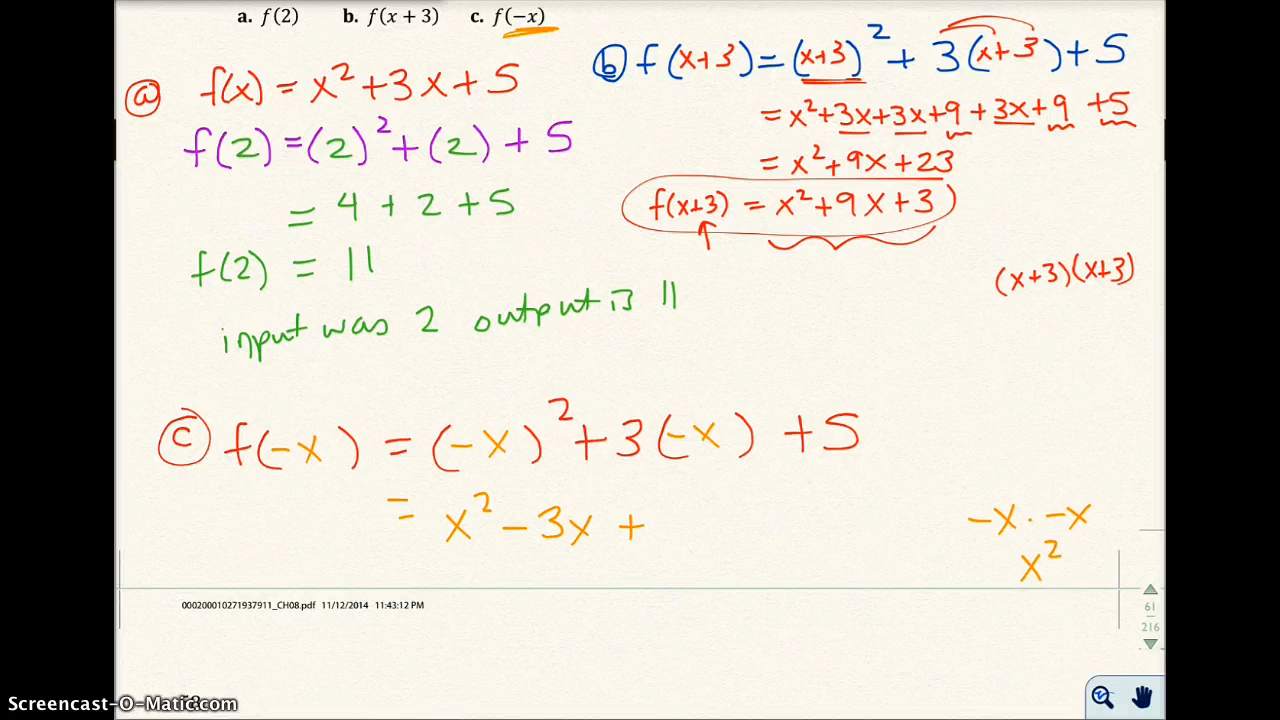 a. f(2) b. f(x + 3) c. f(−x)
ⓐ f(x) = x² + 3x + 5
f(2) = (2)² + (2) + 5
= 4 + 2 + 5
f(2) = 11
input was 2 output is 11
ⓑ f(x+3) = (x+3)² + 3(x+3) + 5
= x² + 3x + 3x + 9 + 3x + 9 + 5
= x² + 9x + 23
f(x+3) = x² + 9x + 3
(x+3)(x+3)
ⓒ f(-x) = (-x)² + 3(-x) + 5
= x² - 3x +
-x · -x
x²
000200010271937911_CH08.pdf 11/12/2014 11:43:12 PM
61
216
Screencast-O-Matic.com